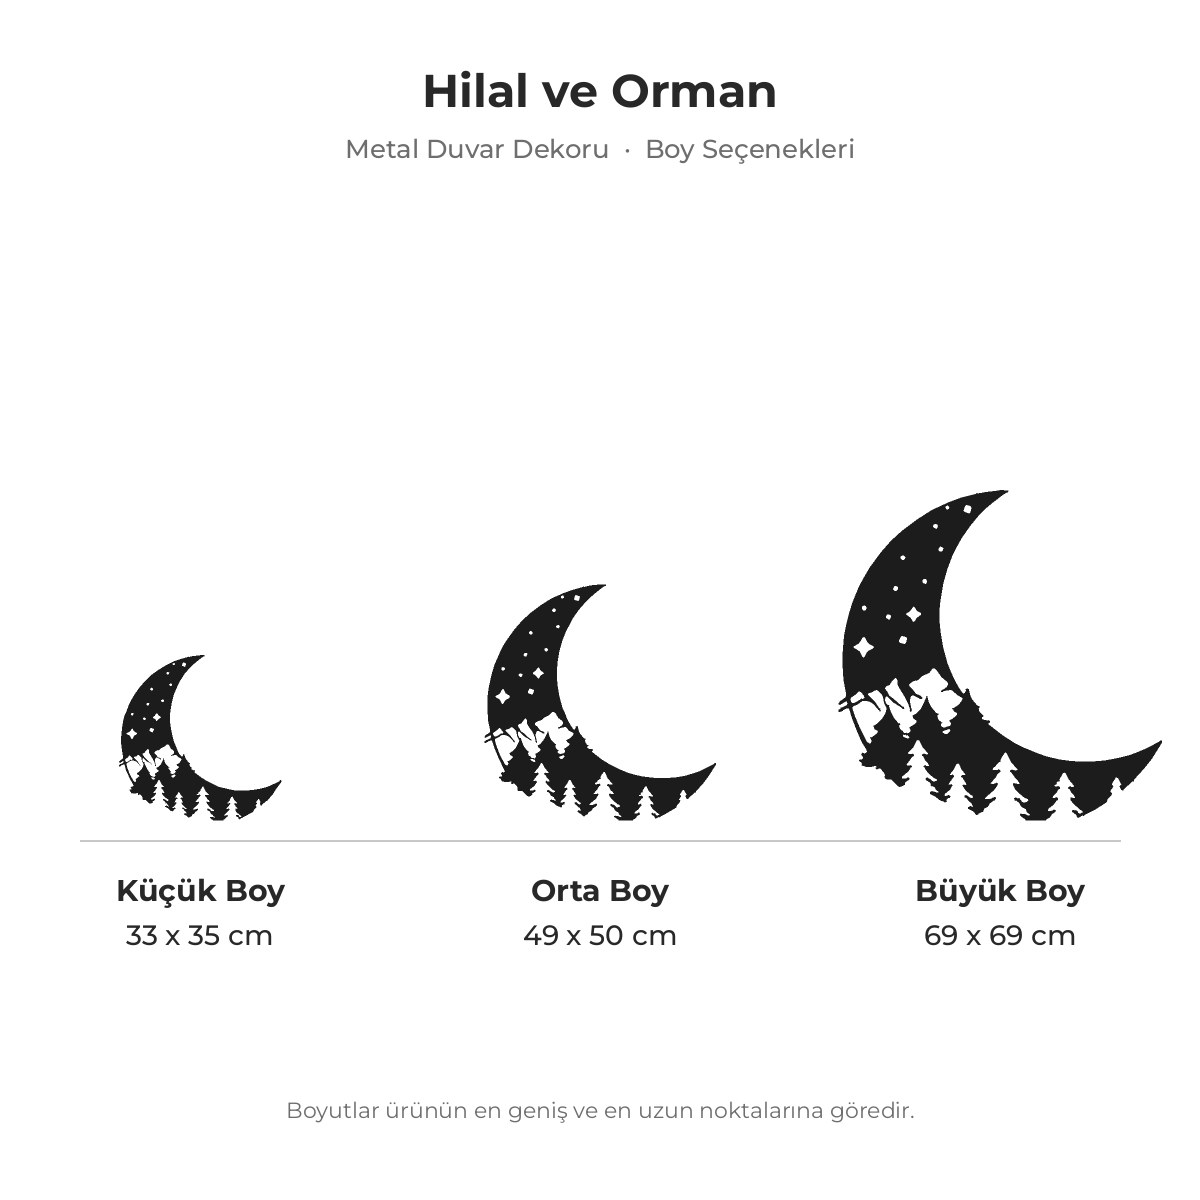 Hilal ve Orman
Metal Duvar Dekoru · Boy Seçenekleri
Küçük Boy
33 x 35 cm
Orta Boy
49 x 50 cm
Büyük Boy
69 x 69 cm
Boyutlar ürünün en geniş ve en uzun noktalarına göredir.